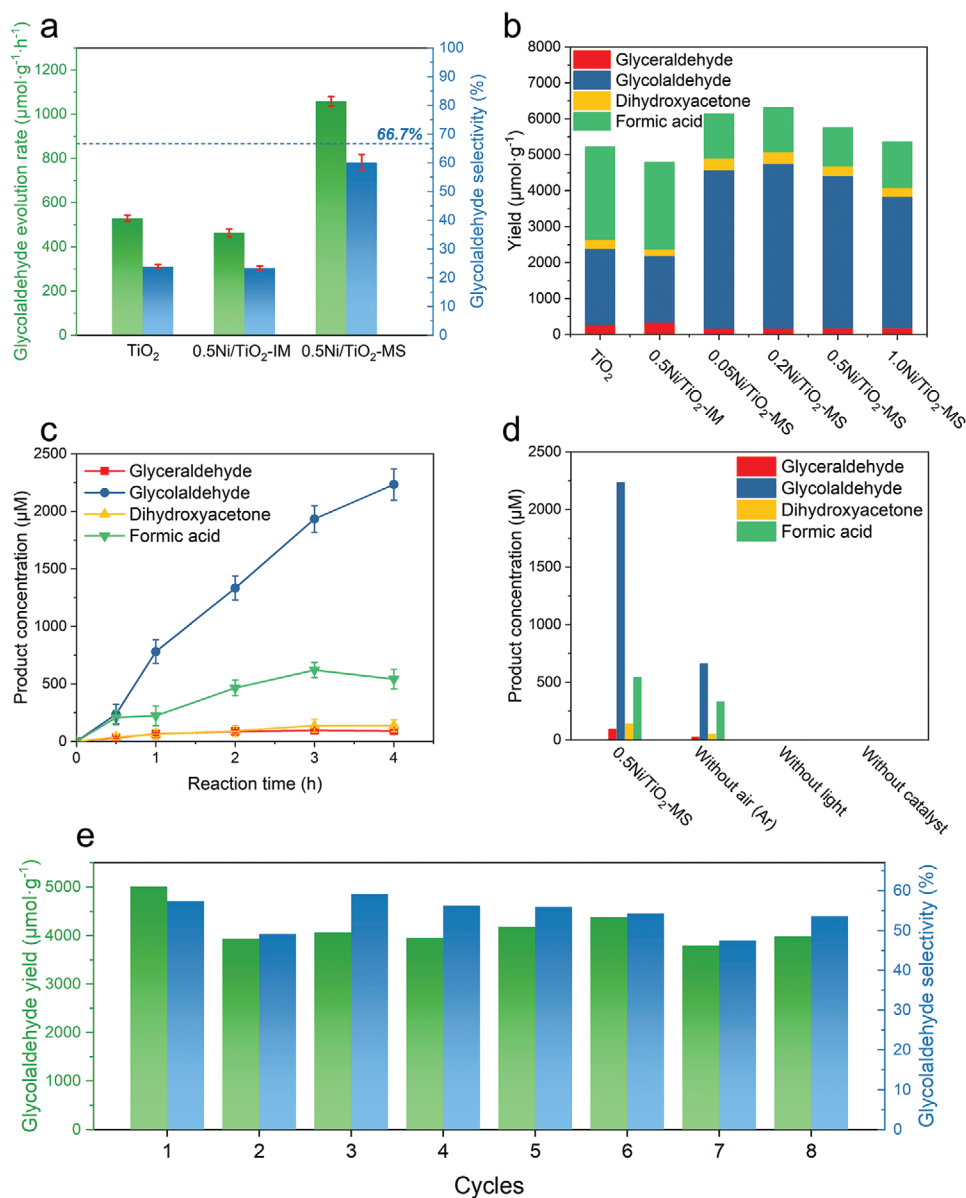 a
Glycolaldehyde evolution rate (μmol·g⁻¹·h⁻¹)
1200
1000
800
600
400
200
0
66.7%
TiO₂
0.5Ni/TiO₂-IM
0.5Ni/TiO₂-MS
100
90
80
70
60
50
40
30
20
10
0
Glycolaldehyde selectivity (%)
b
Yield (μmol·g⁻¹)
8000
7000
6000
5000
4000
3000
2000
1000
0
Glyceraldehyde
Glycolaldehyde
Dihydroxyacetone
Formic acid
TiO₂
0.5Ni/TiO₂-IM
0.05Ni/TiO₂-MS
0.2Ni/TiO₂-MS
0.5Ni/TiO₂-MS
1.0Ni/TiO₂-MS
c
Product concentration (μM)
2500
2000
1500
1000
500
0
Glyceraldehyde
Glycolaldehyde
Dihydroxyacetone
Formic acid
0
1
2
3
4
Reaction time (h)
d
Product concentration (μM)
2500
2000
1500
1000
500
0
Glyceraldehyde
Glycolaldehyde
Dihydroxyacetone
Formic acid
0.5Ni/TiO₂-MS
Without air (Ar)
Without light
Without catalyst
e
Glycolaldehyde yield (μmol·g⁻¹)
5000
4000
3000
2000
1000
0
1
2
3
4
5
6
7
8
Cycles
60
50
40
30
20
10
0
Glycolaldehyde selectivity (%)